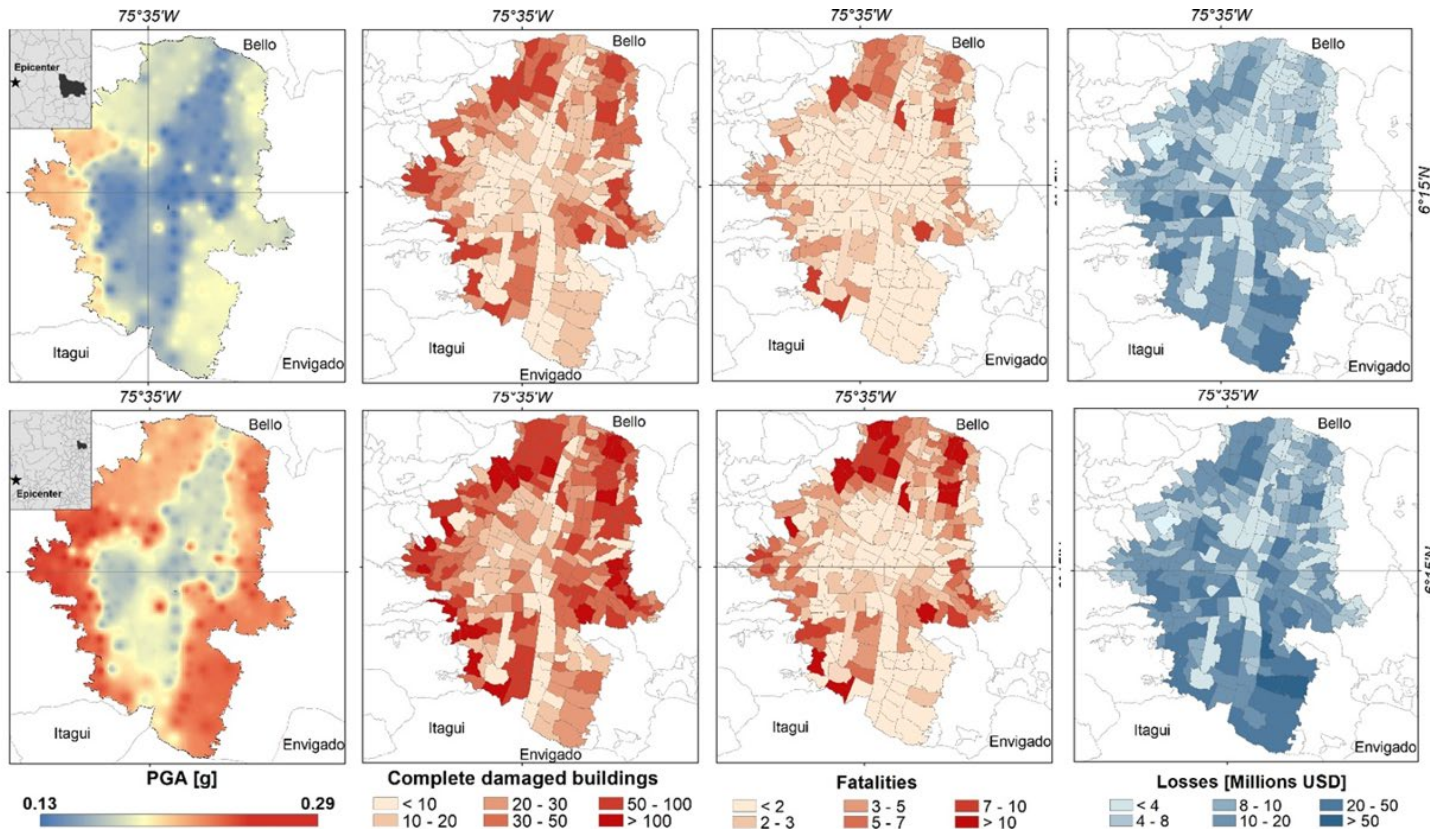 75°35'W
75°35'W
75°35'W
75°35'W
Epicenter
Bello
Bello
Bello
Bello
6°15'N
Itagui
Envigado
Itagui
Envigado
Itagui
Envigado
Itagui
Envigado
75°35'W
75°35'W
75°35'W
75°35'W
Epicenter
Bello
Bello
Bello
Bello
6°15'N
Itagui
Envigado
Itagui
Envigado
Itagui
Envigado
Itagui
Envigado
PGA [g]
0.13
0.29
Complete damaged buildings
< 10
20 - 30
50 - 100
10 - 20
30 - 50
> 100
Fatalities
< 2
3 - 5
7 - 10
2 - 3
5 - 7
> 10
Losses [Millions USD]
< 4
8 - 10
20 - 50
4 - 8
10 - 20
> 50